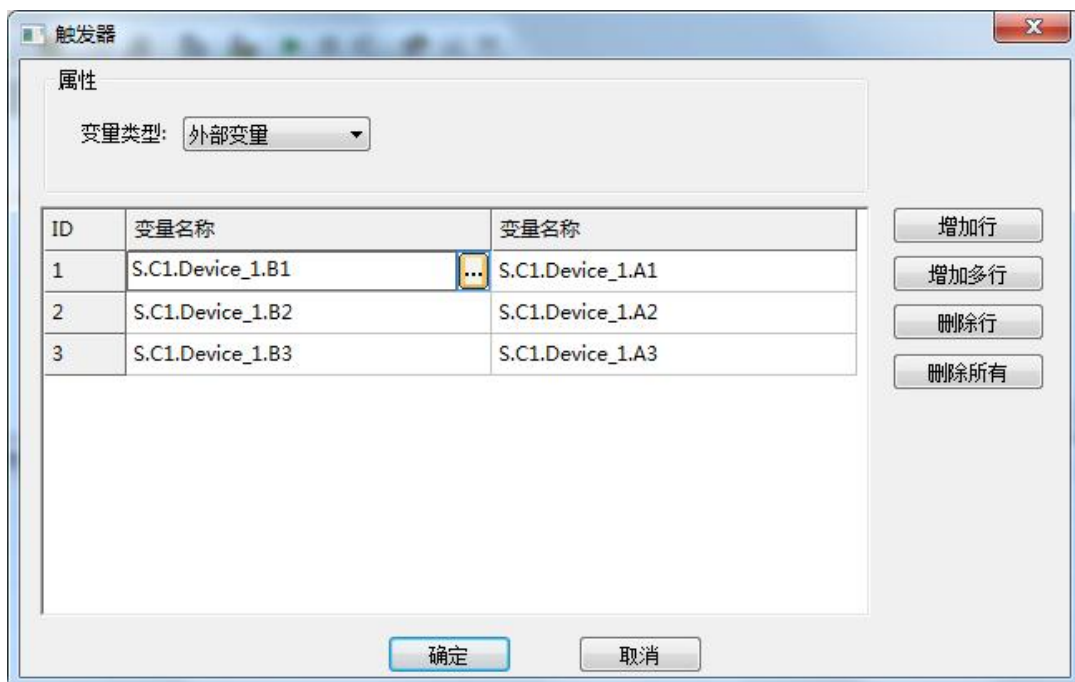 触发器
属性
变量类型: 外部变量
ID 变量名称 变量名称
1 S.C1.Device_1.B1 ... S.C1.Device_1.A1
2 S.C1.Device_1.B2 S.C1.Device_1.A2
3 S.C1.Device_1.B3 S.C1.Device_1.A3
增加行
增加多行
删除行
删除所有
确定 取消